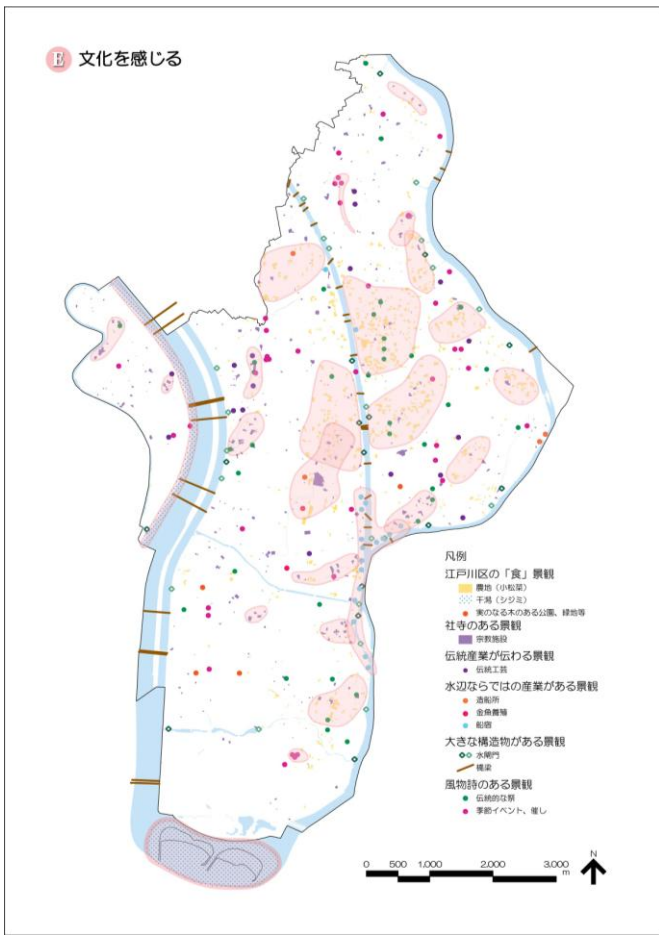 E 文化を感じる
凡例
江戸川区の「食」景観
農地（小松菜）
干潟（シジミ）
実のなる木のある公園、緑地等
社寺のある景観
宗教施設
伝統産業が伝わる景観
伝統工芸
水辺ならではの産業がある景観
造船所
金魚養殖
船宿
大きな構造物がある景観
水閘門
橋梁
風物詩のある景観
伝統的な祭
季節イベント、催し
0 500 1,000 2,000 3,000
m
N